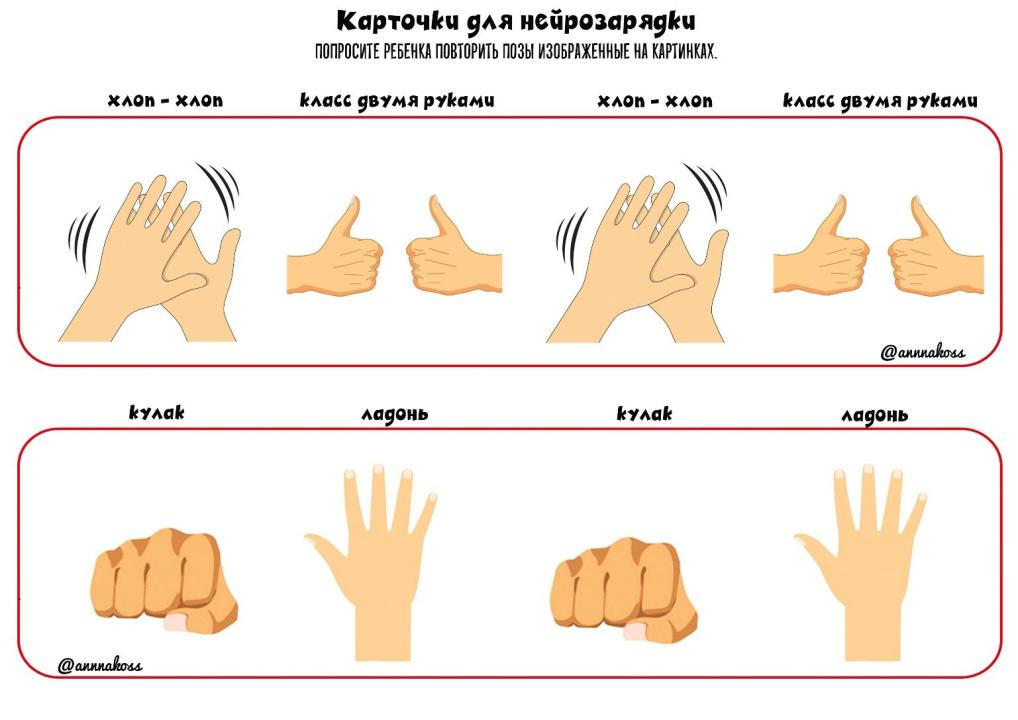 Карточки для нейрозарядки
ПОПРОСИТЕ РЕБЕНКА ПОВТОРИТЬ ПОЗЫ ИЗОБРАЖЕННЫЕ НА КАРТИНКАХ.
хлоп - хлоп класс двумя руками хлоп - хлоп класс двумя руками
@annnakoss
кулак ладонь кулак ладонь
@annnakoss